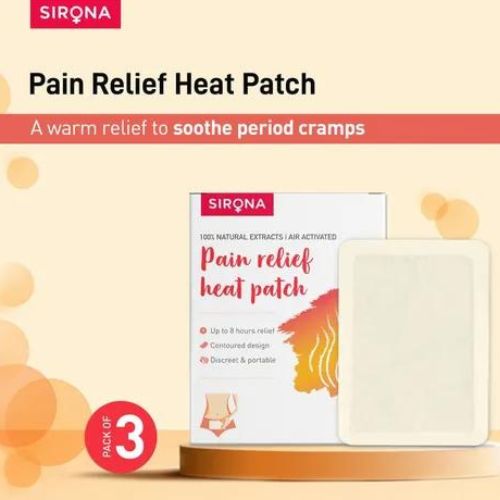 SIRONA
Pain Relief Heat Patch
A warm relief to soothe period cramps
SIRONA
100% NATURAL EXTRACTS | AIR ACTIVATED
Pain relief
heat patch
Up to 8 hours relief
Contoured design
Discreet & portable
PACK OF
3